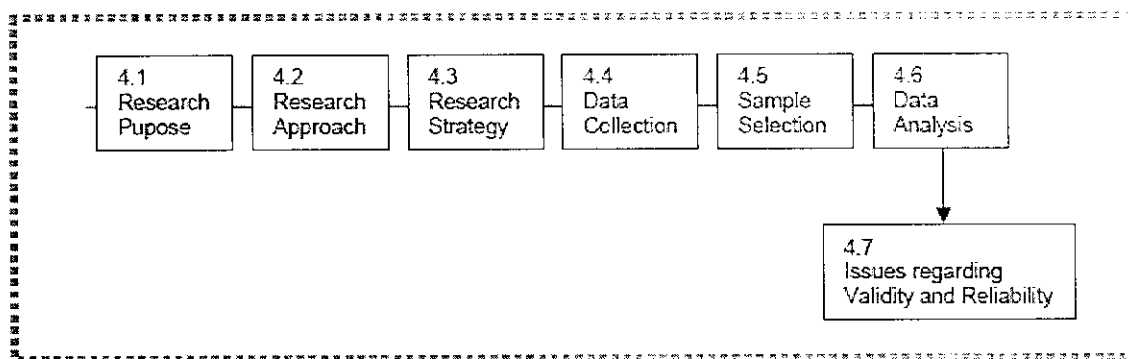 4.1
Research
Pupose
4.2
Research
Approach
4.3
Research
Strategy
4.4
Data
Collection
4.5
Sample
Selection
4.6
Data
Analysis
4.7
Issues regarding
Validity and Reliability